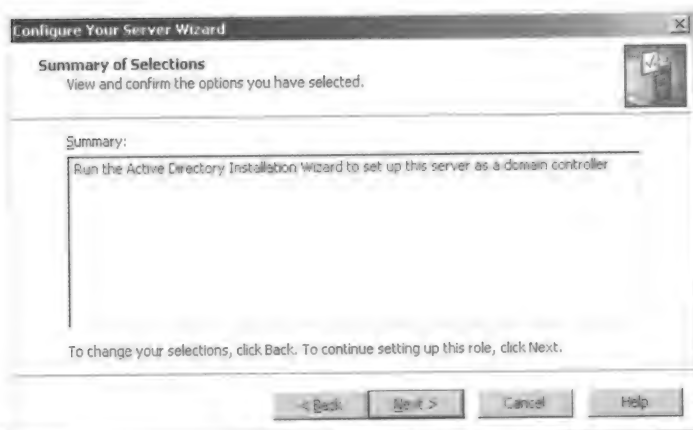 Configure Your Server Wizard
Summary of Selections
View and confirm the options you have selected.
Summary:
Run the Active Directory Installation Wizard to set up this server as a domain controller
To change your selections, click Back. To continue setting up this role, click Next.
< Back
Next >
Cancel
Help